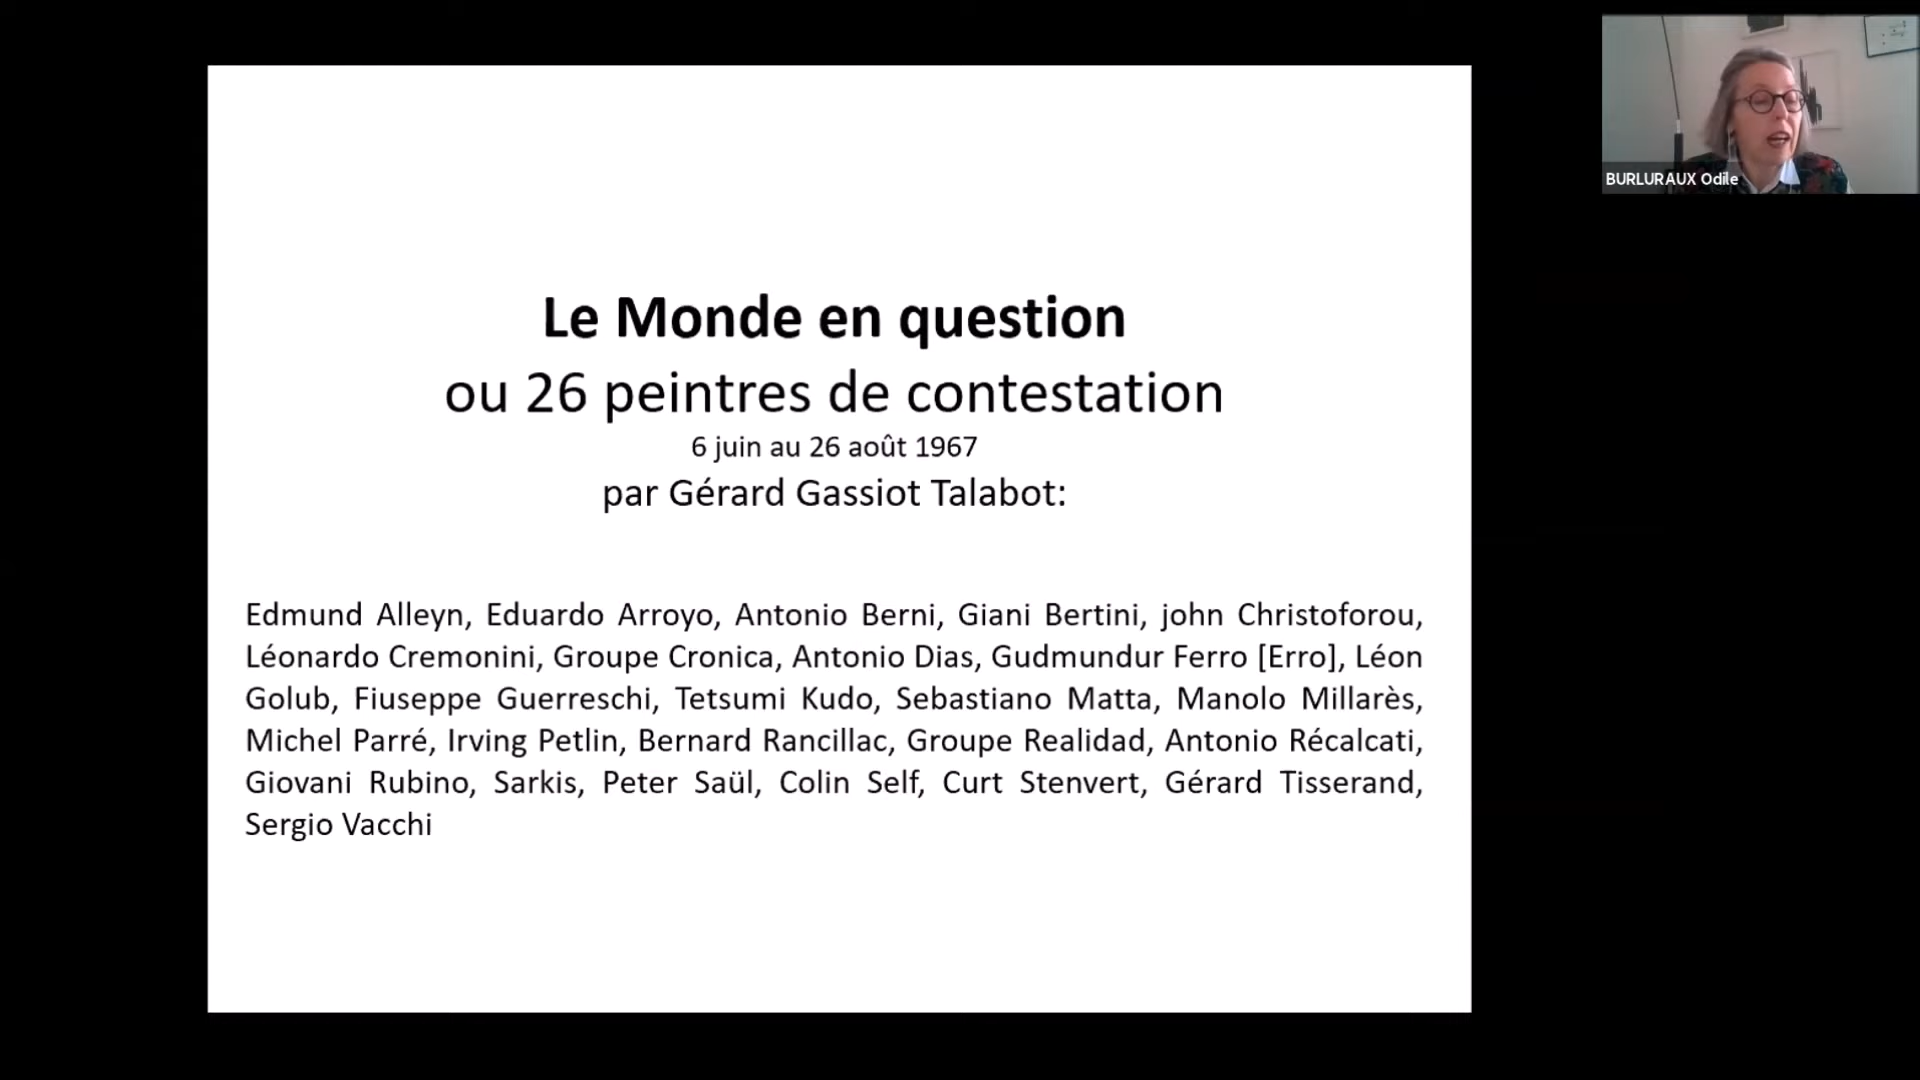 Le Monde en question
ou 26 peintres de contestation
6 juin au 26 août 1967
par Gérard Gassiot Talabot:
Edmund Alleyn, Eduardo Arroyo, Antonio Berni, Giani Bertini, john Christoforou,
Léonardo Cremonini, Groupe Cronica, Antonio Dias, Gudmundur Ferro [Erro], Léon
Golub, Fiuseppe Guerreschi, Tetsumi Kudo, Sebastiano Matta, Manolo Millarès,
Michel Parré, Irving Petlin, Bernard Rancillac, Groupe Realidad, Antonio Récalcati,
Giovani Rubino, Sarkis, Peter Saül, Colin Self, Curt Stenvert, Gérard Tisserand,
Sergio Vacchi
BURLURAUX Odile